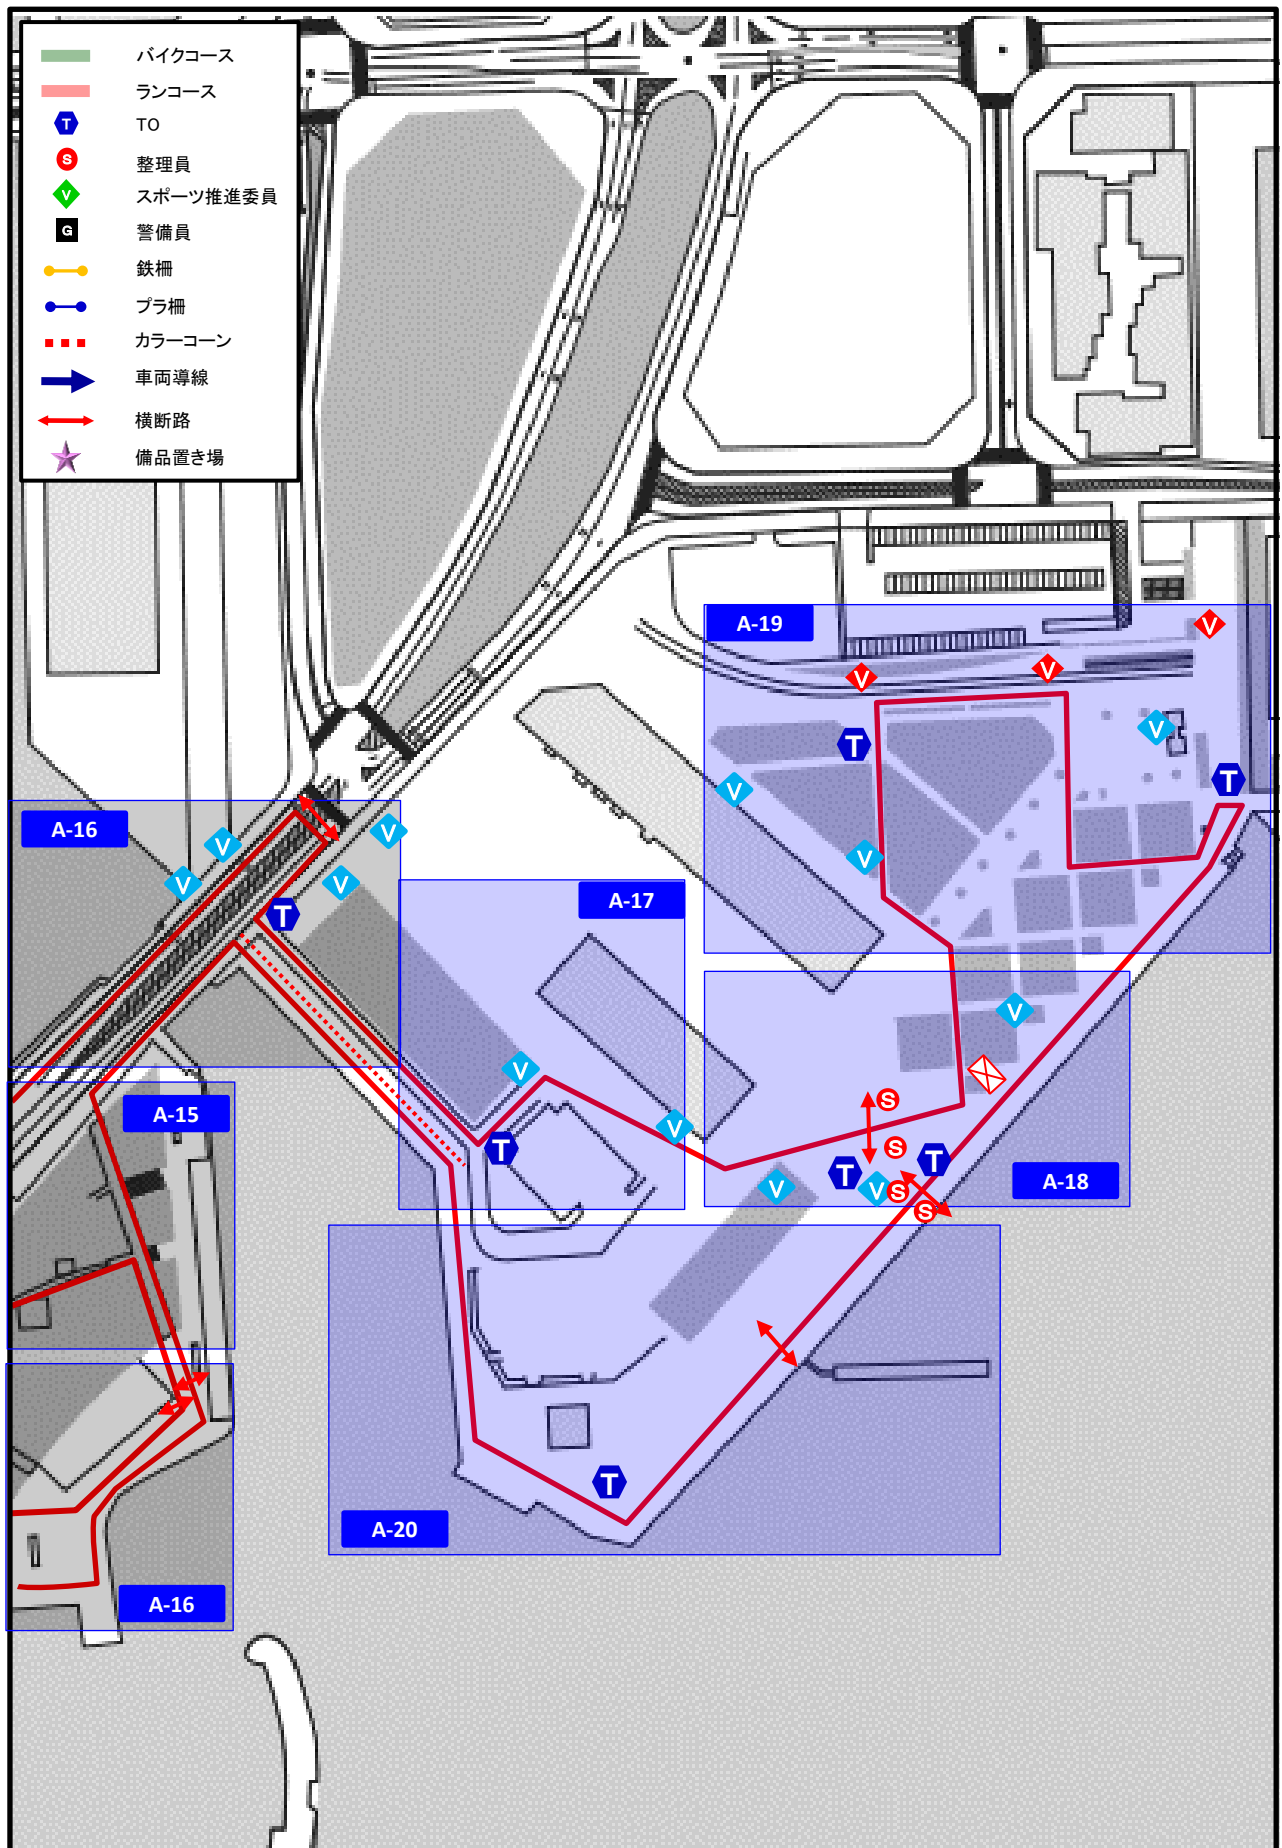 バイクコース
ランコース
T TO
S 整理員
V スポーツ推進委員
G 警備員
鉄柵
プラ柵
カラーコーン
車両導線
横断路
備品置き場
A-19
V
V
V
V
T
T
V
A-16
V
V
V
V
V
T
A-17
V
A-15
S
V
T
S
T
A-18
T
V
V
S
S
T
A-20
A-16